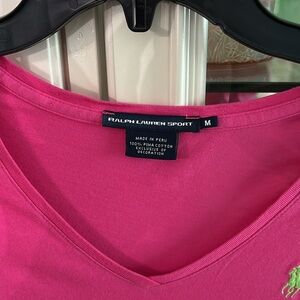 RALPH LAUREN SPORT
M
MADE IN PERU
100% PIMA COTTON
EXCLUSIVE OF
DECORATION